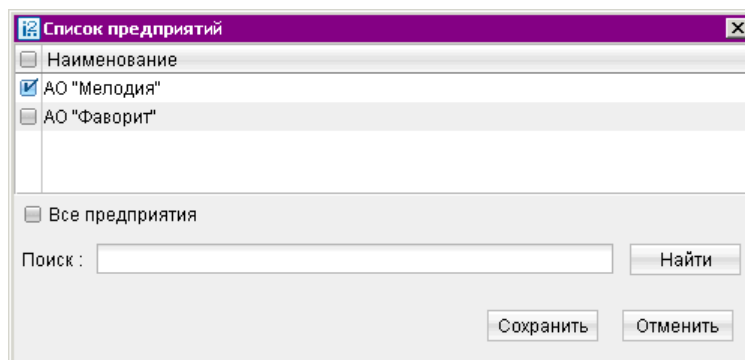 Список предприятий
Наименование
АО "Мелодия"
АО "Фаворит"
Все предприятия
Поиск : Найти
Сохранить Отменить